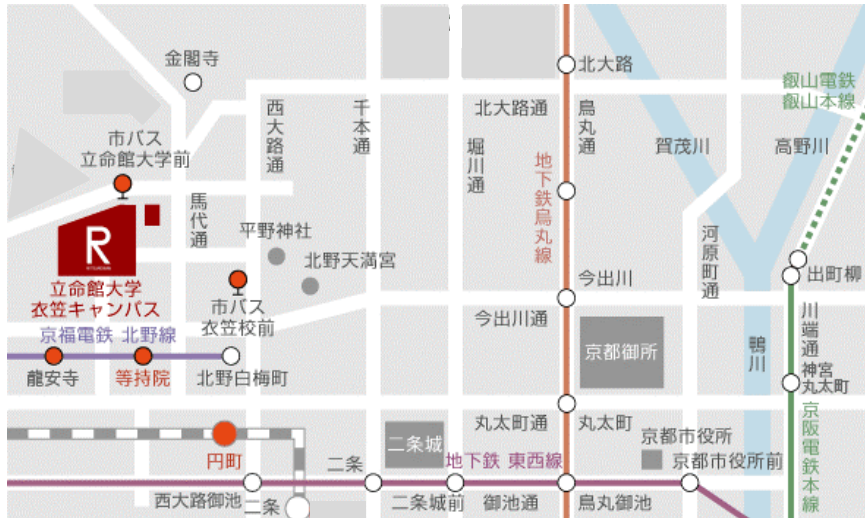 金閣寺
北大路
叡山電鉄
叡山本線
市バス
立命館大学前
西大路通
千本通
北大路通
烏丸通
堀川通
賀茂川
高野川
地下鉄烏丸線
馬代通
平野神社
北野天満宮
河原町通
R
立命館大学
衣笠キャンパス
市バス
衣笠校前
今出川
出町柳
今出川通
川端通
京福電鉄 北野線
京都御所
鴨川
龍安寺
等持院
北野白梅町
神宮
丸太町
丸太町通
丸太町
京阪電鉄本線
円町
二条城
京都市役所
二条
地下鉄 東西線
京都市役所前
西大路御池
二条
二条城前
御池通
烏丸御池